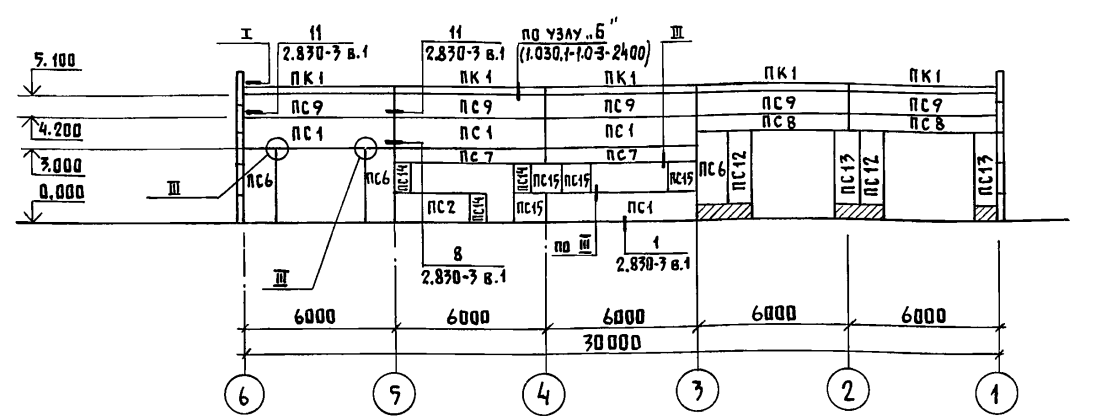 I
11
2.830-3 в.1
11
2.830-3 в.1
по узлу „Б"
(1.030.1-1.0-3-2400)
III
5.100
4.200
3.000
0.000
ПК1 ПК1 ПК1 ПК1 ПК1
ПС9 ПС9 ПС9 ПС9 ПС9
ПС1 ПС1 ПС1 ПС8 ПС8
ПС7 ПС7
ПС6 ПС6 ПС14 ПС14 ПС15 ПС15 ПС15 ПС6 ПС12 ПС13 ПС12 ПС13
ПС2 ПС14 ПС15 ПС1
III
III
8
2.830-3 в.1
по III
1
2.830-3 в.1
6000 6000 6000 6000 6000
30000
6 5 4 3 2 1